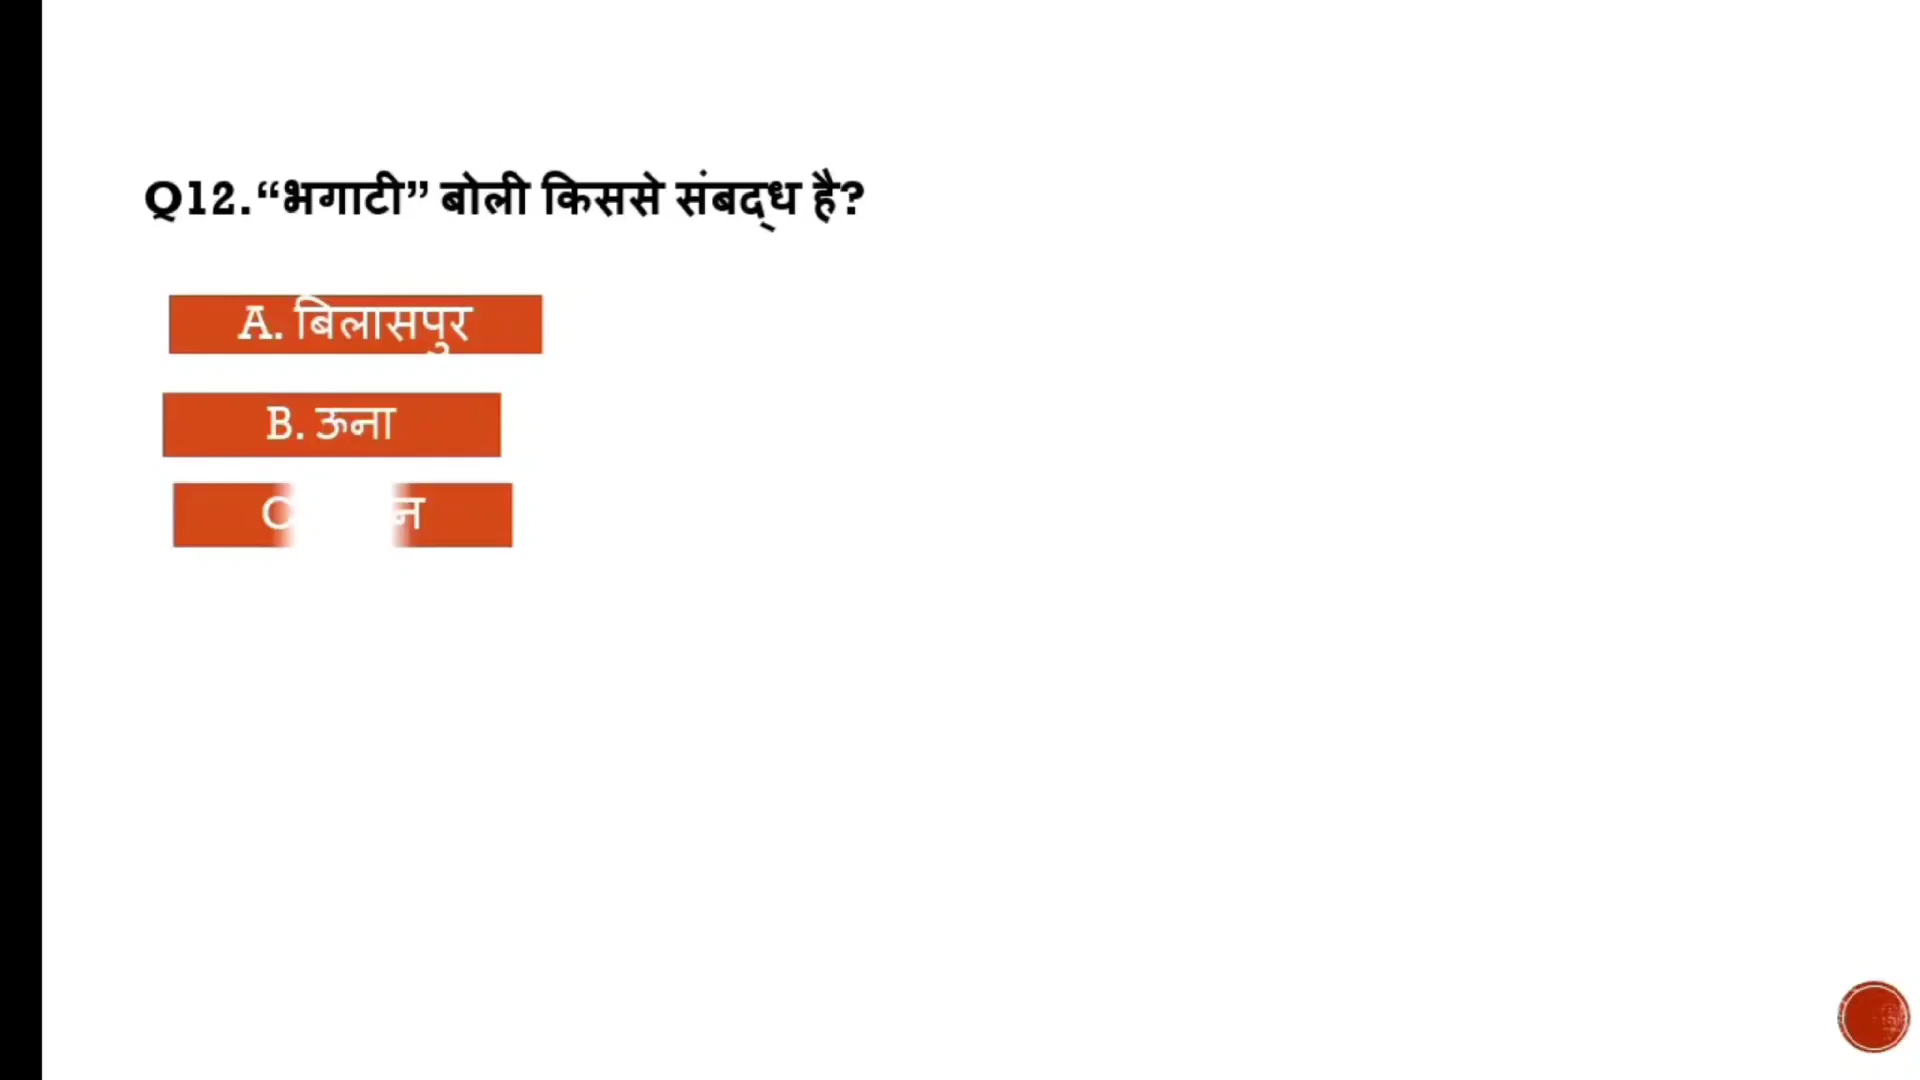 Q12. “भगाटी” बोली किससे संबद्ध है?
A. बिलासपुर
B. ऊना